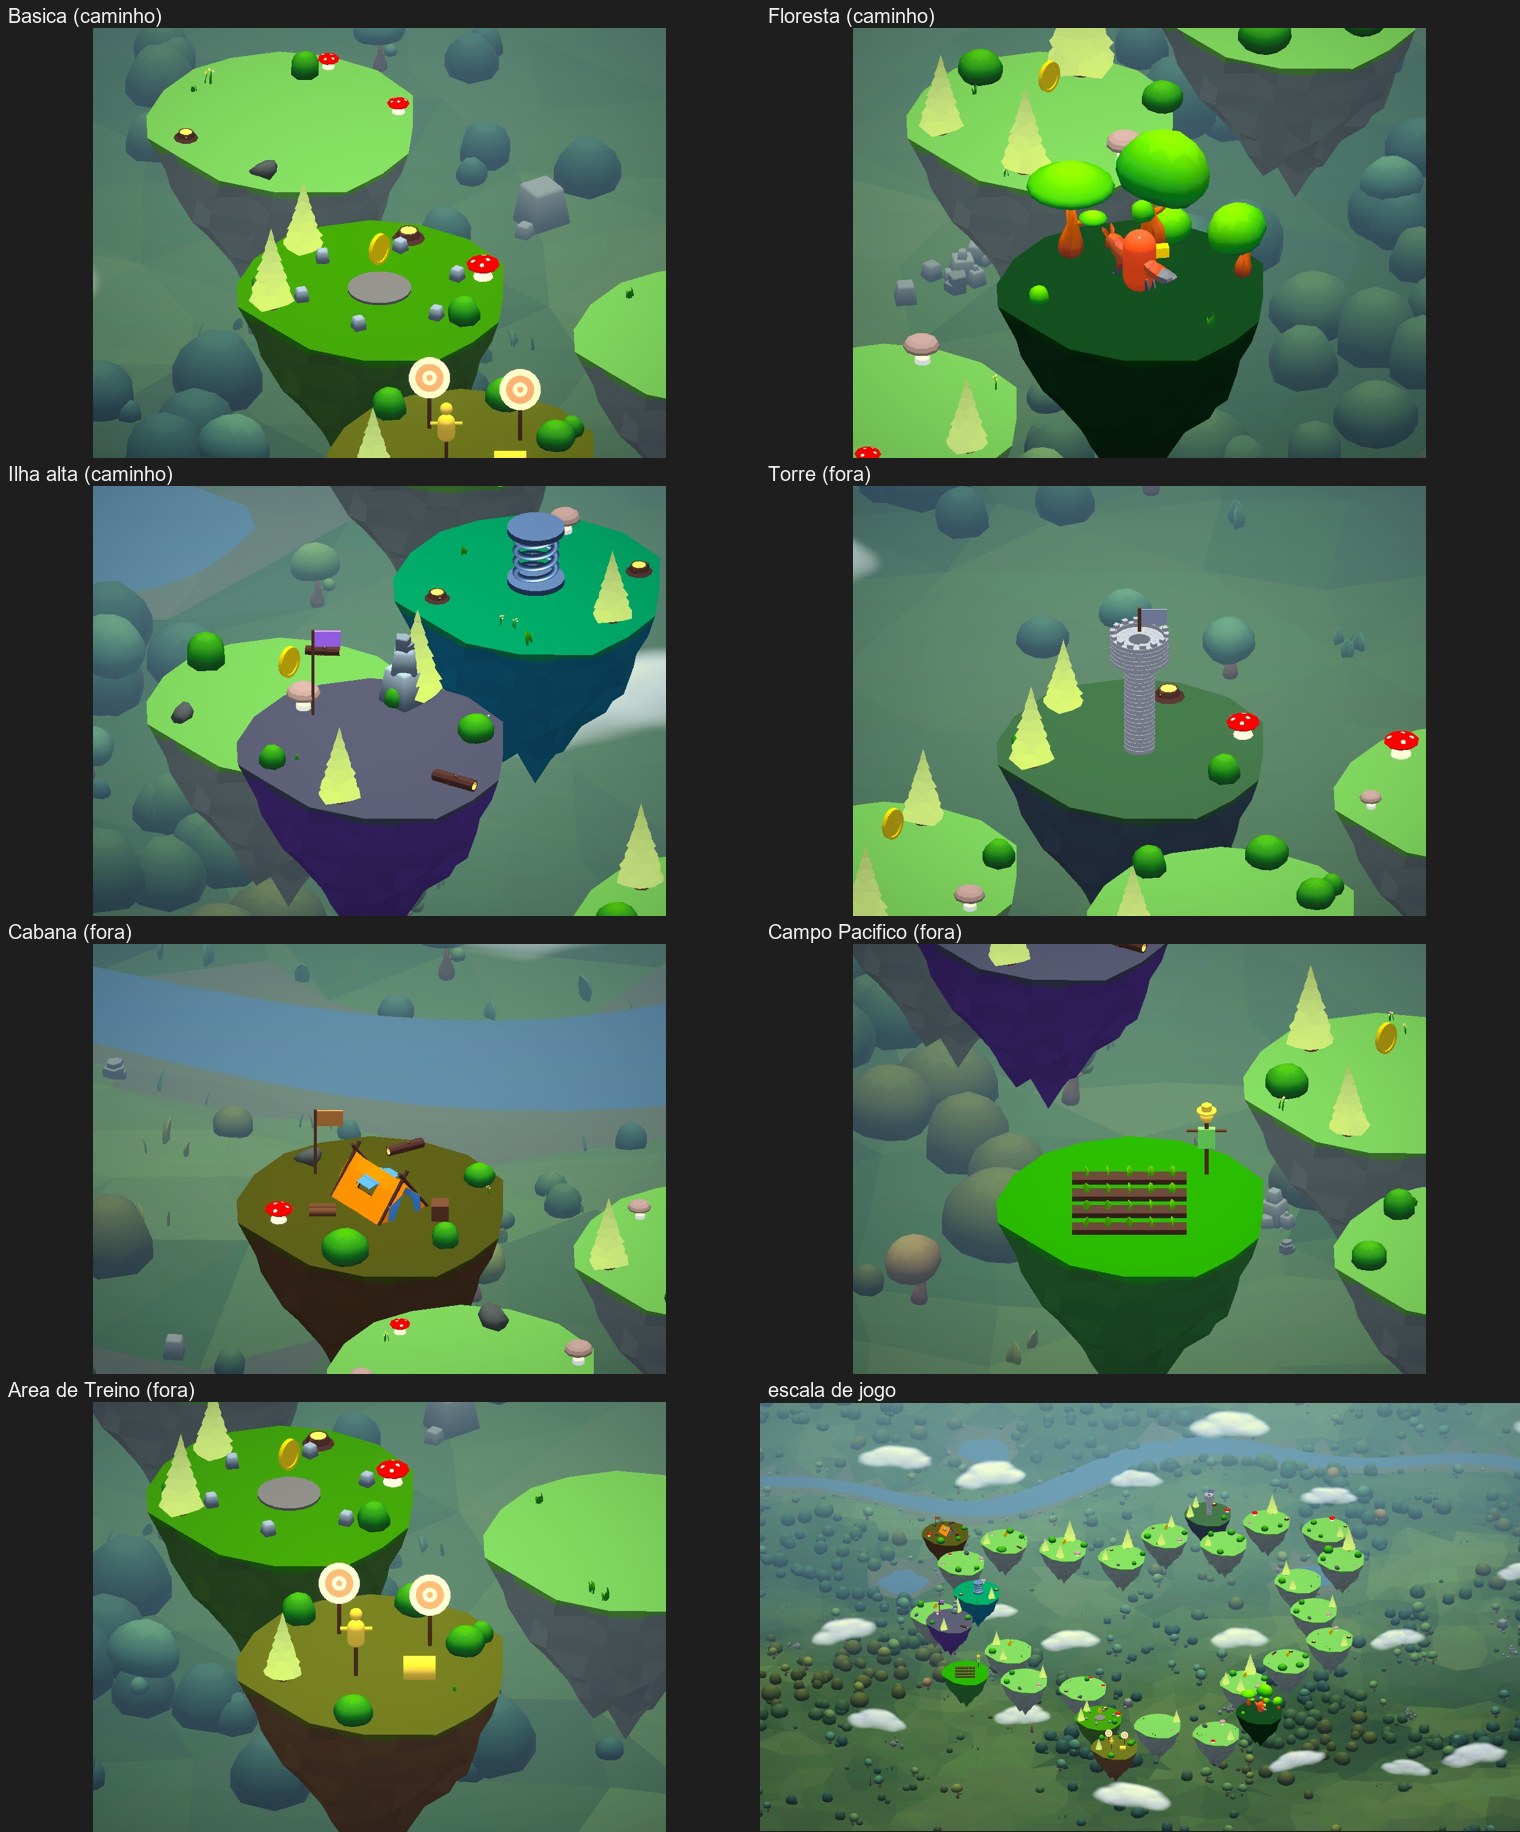 Basica (caminho)
Floresta (caminho)
Ilha alta (caminho)
Torre (fora)
Cabana (fora)
Campo Pacifico (fora)
Area de Treino (fora)
escala de jogo